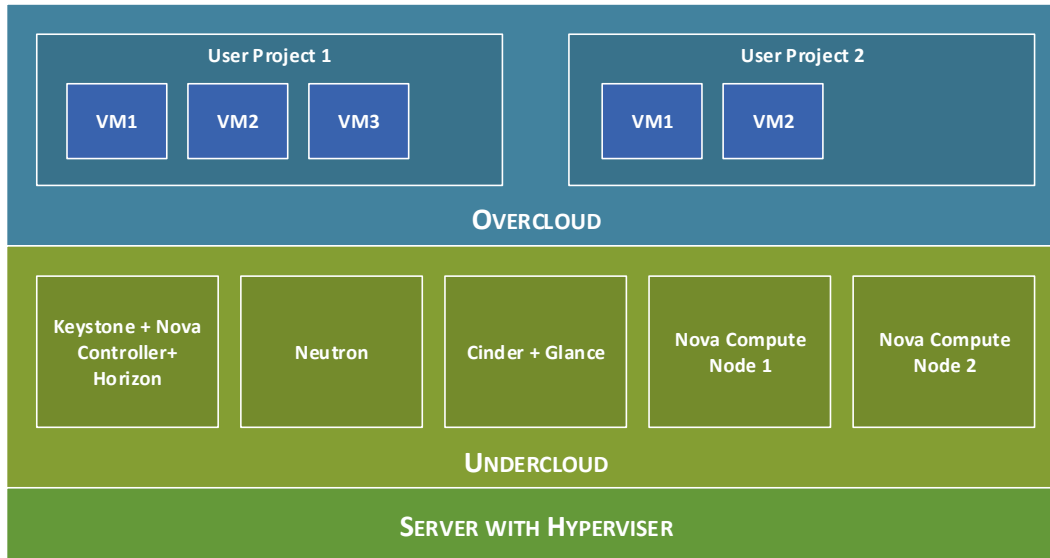 User Project 1
User Project 2
VM1
VM2
VM3
VM1
VM2
OVERCLOUD
Keystone + Nova
Controller+
Horizon
Neutron
Cinder + Glance
Nova Compute
Node 1
Nova Compute
Node 2
UNDERCLOUD
SERVER WITH HYPERVISER